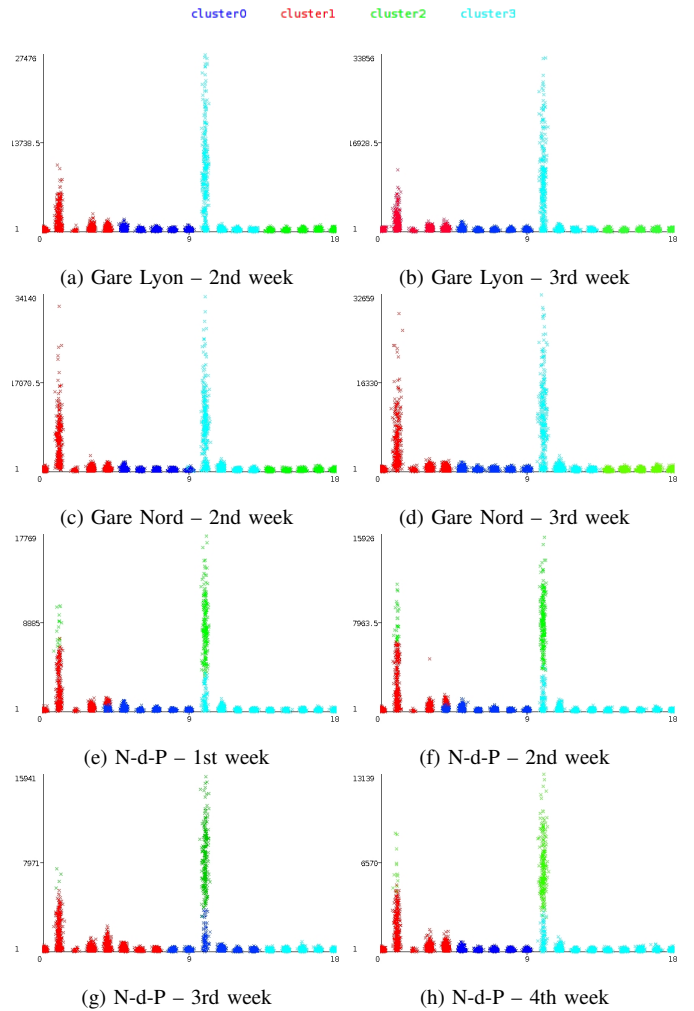 cluster0 cluster1 cluster2 cluster3
27476 33856
13738.5 16928.5
1 1
0 9 18 0 9 18
(a) Gare Lyon – 2nd week (b) Gare Lyon – 3rd week
34140 32659
17070.5 16330
1 1
0 9 18 0 9 18
(c) Gare Nord – 2nd week (d) Gare Nord – 3rd week
17769 15926
8885 7963.5
1 1
0 9 18 0 9 18
(e) N-d-P – 1st week (f) N-d-P – 2nd week
15941 13139
7971 6570
1 1
0 9 18 0 9 18
(g) N-d-P – 3rd week (h) N-d-P – 4th week